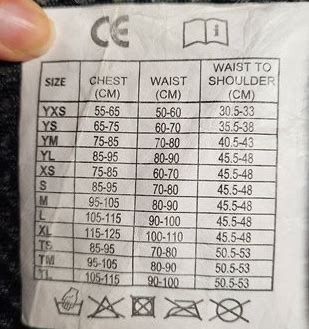 CE i
SIZE CHEST (CM) WAIST (CM) WAIST TO SHOULDER (CM)
YXS 55-65 50-60 30.5-33
YS 65-75 60-70 35.5-38
YM 75-85 70-80 40.5-43
YL 85-95 80-90 45.5-48
XS 75-85 60-70 45.5-48
S 85-95 70-80 45.5-48
M 95-105 80-90 45.5-48
L 105-115 90-100 45.5-48
XL 115-125 100-110 45.5-48
TS 85-95 70-80 50.5-53
TM 95-105 80-90 50.5-53
TL 105-115 90-100 50.5-53